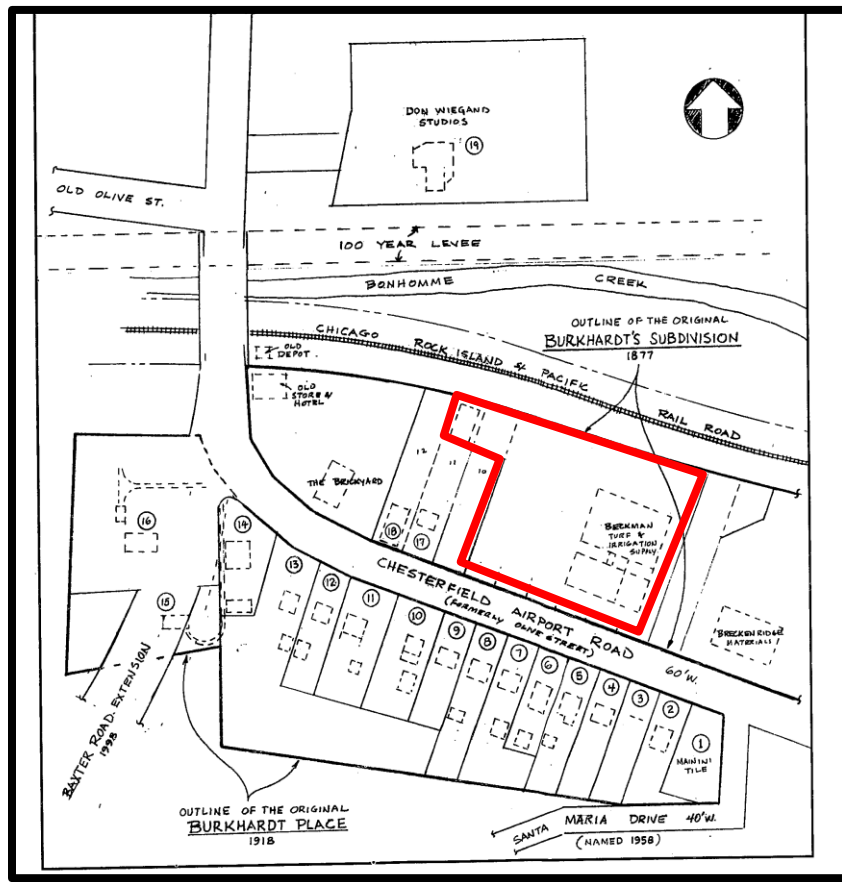 DON WIEGAND
STUDIOS
19
OLD OLIVE ST.
100 YEAR LEVEE
BONHOMME CREEK
OUTLINE OF THE ORIGINAL
BURKHARDT'S SUBDIVISION
1877
CHICAGO ROCK ISLAND & PACIFIC RAIL ROAD
OLD
DEPOT
OLD
STORE &
HOTEL
12
11
10
THE BRICKYARD
18
17
BECKMAN
TURF &
IRRIGATION
SUPPLY
16
14
15
13
12
11
10
9
8
7
6
5
4
3
2
1
MAININI
TILE
CHESTERFIELD AIRPORT ROAD
(FORMERLY OLIVE STREET)
60'W.
BRECKENRIDGE
MATERIALS
BAXTER ROAD EXTENSION
1998
OUTLINE OF THE ORIGINAL
BURKHARDT PLACE
1918
SANTA MARIA DRIVE 40'W.
(NAMED 1958)